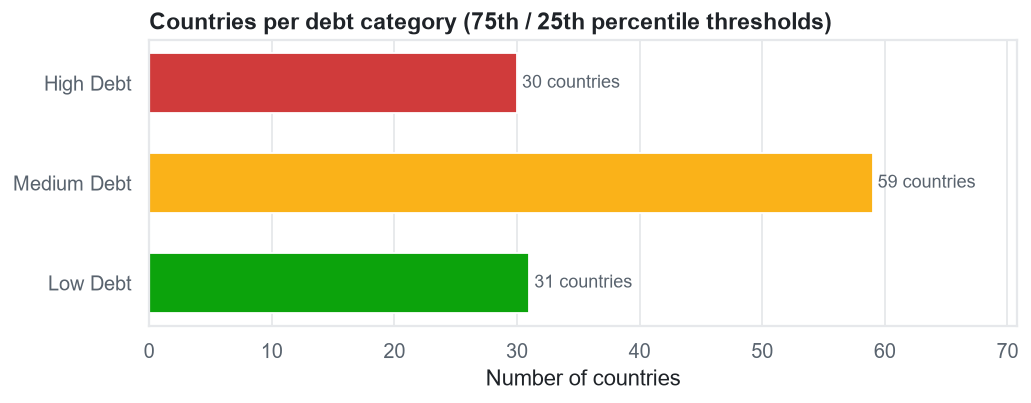 Countries per debt category (75th / 25th percentile thresholds)
High Debt
30 countries
Medium Debt
59 countries
Low Debt
31 countries
0 10 20 30 40 50 60 70
Number of countries